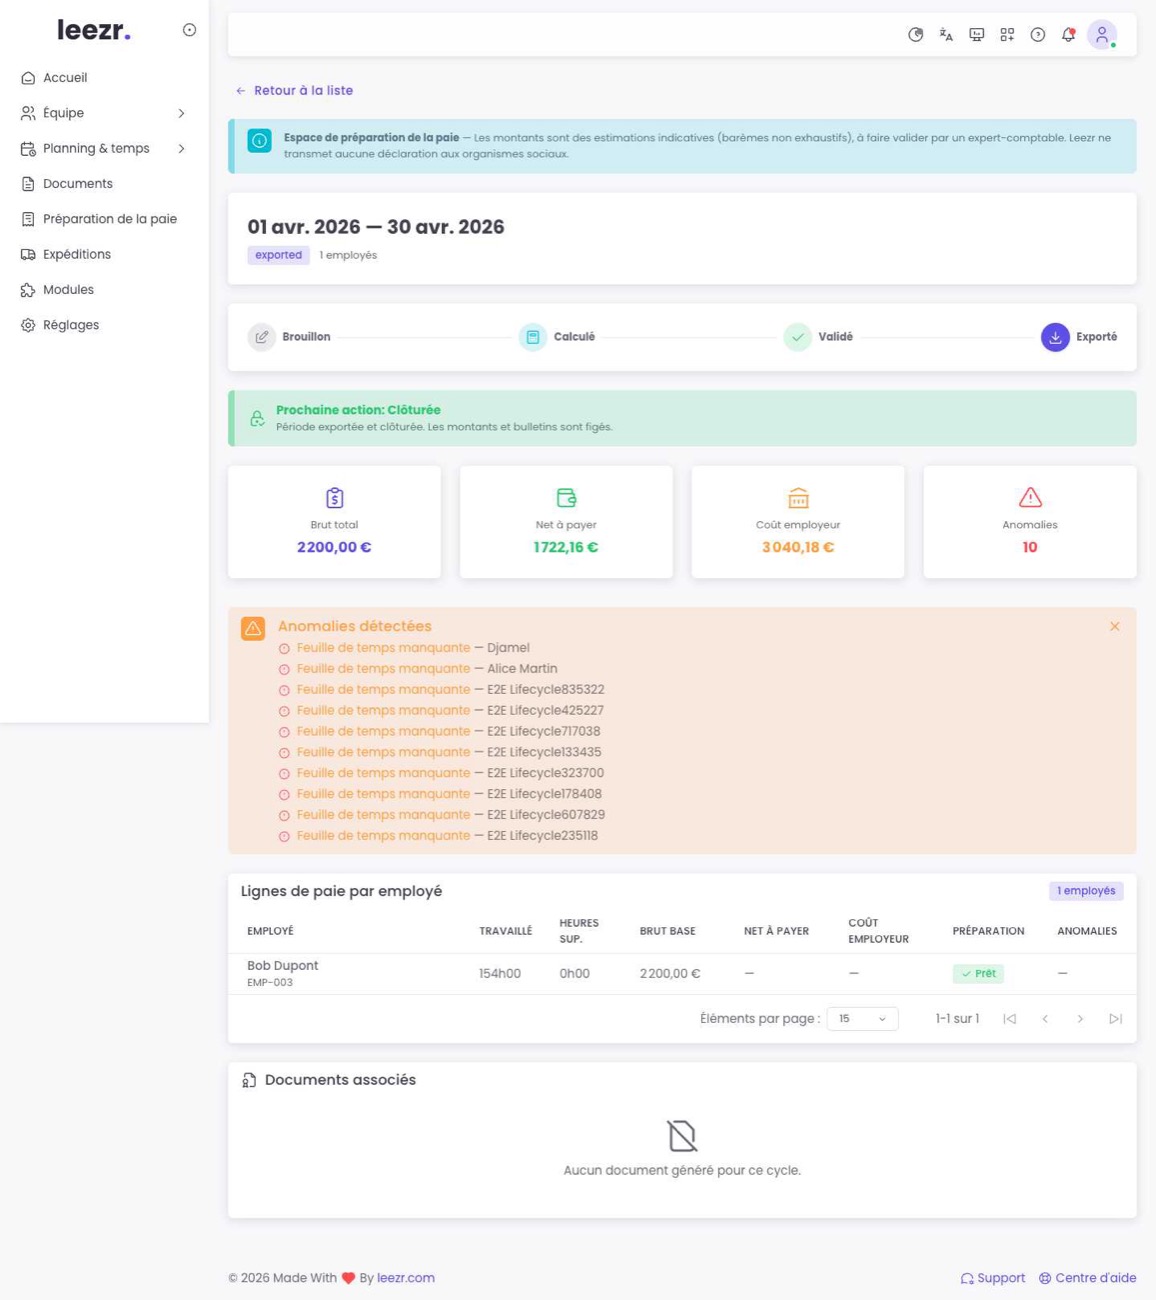 leezr.
Accueil
Équipe
Planning & temps
Documents
Préparation de la paie
Expéditions
Modules
Réglages
Retour à la liste
Espace de préparation de la paie — Les montants sont des estimations indicatives (barèmes non exhaustifs), à faire valider par un expert-comptable. Leezr ne
transmet aucune déclaration aux organismes sociaux.
01 avr. 2026 — 30 avr. 2026
exported 1 employés
Brouillon Calculé Validé Exporté
Prochaine action: Clôturée
Période exportée et clôturée. Les montants et bulletins sont figés.
Brut total Net à payer Coût employeur Anomalies
2 200,00 € 1 722,16 € 3 040,18 € 10
Anomalies détectées
Feuille de temps manquante — Djamel
Feuille de temps manquante — Alice Martin
Feuille de temps manquante — E2E Lifecycle835322
Feuille de temps manquante — E2E Lifecycle425227
Feuille de temps manquante — E2E Lifecycle717038
Feuille de temps manquante — E2E Lifecycle133435
Feuille de temps manquante — E2E Lifecycle323700
Feuille de temps manquante — E2E Lifecycle178408
Feuille de temps manquante — E2E Lifecycle607829
Feuille de temps manquante — E2E Lifecycle235118
Lignes de paie par employé 1 employés
EMPLOYÉ TRAVAILLÉ HEURES SUP. BRUT BASE NET À PAYER COÛT EMPLOYEUR PRÉPARATION ANOMALIES
Bob Dupont 154h00 0h00 2 200,00 € — — Prêt —
EMP-003
Éléments par page : 15 1-1 sur 1
Documents associés
Aucun document généré pour ce cycle.
© 2026 Made With By leezr.com Support Centre d'aide